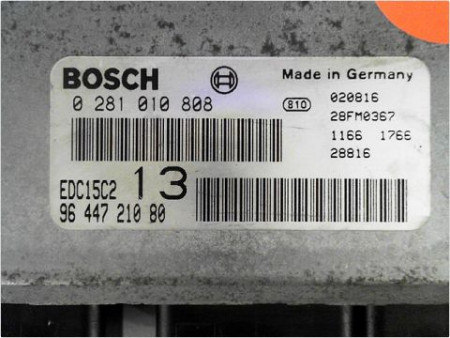 BOSCH
Made in Germany
0 281 010 808
810
020816
28FM0367
1166 1766
28816
EDC15C2 13
96 447 210 80